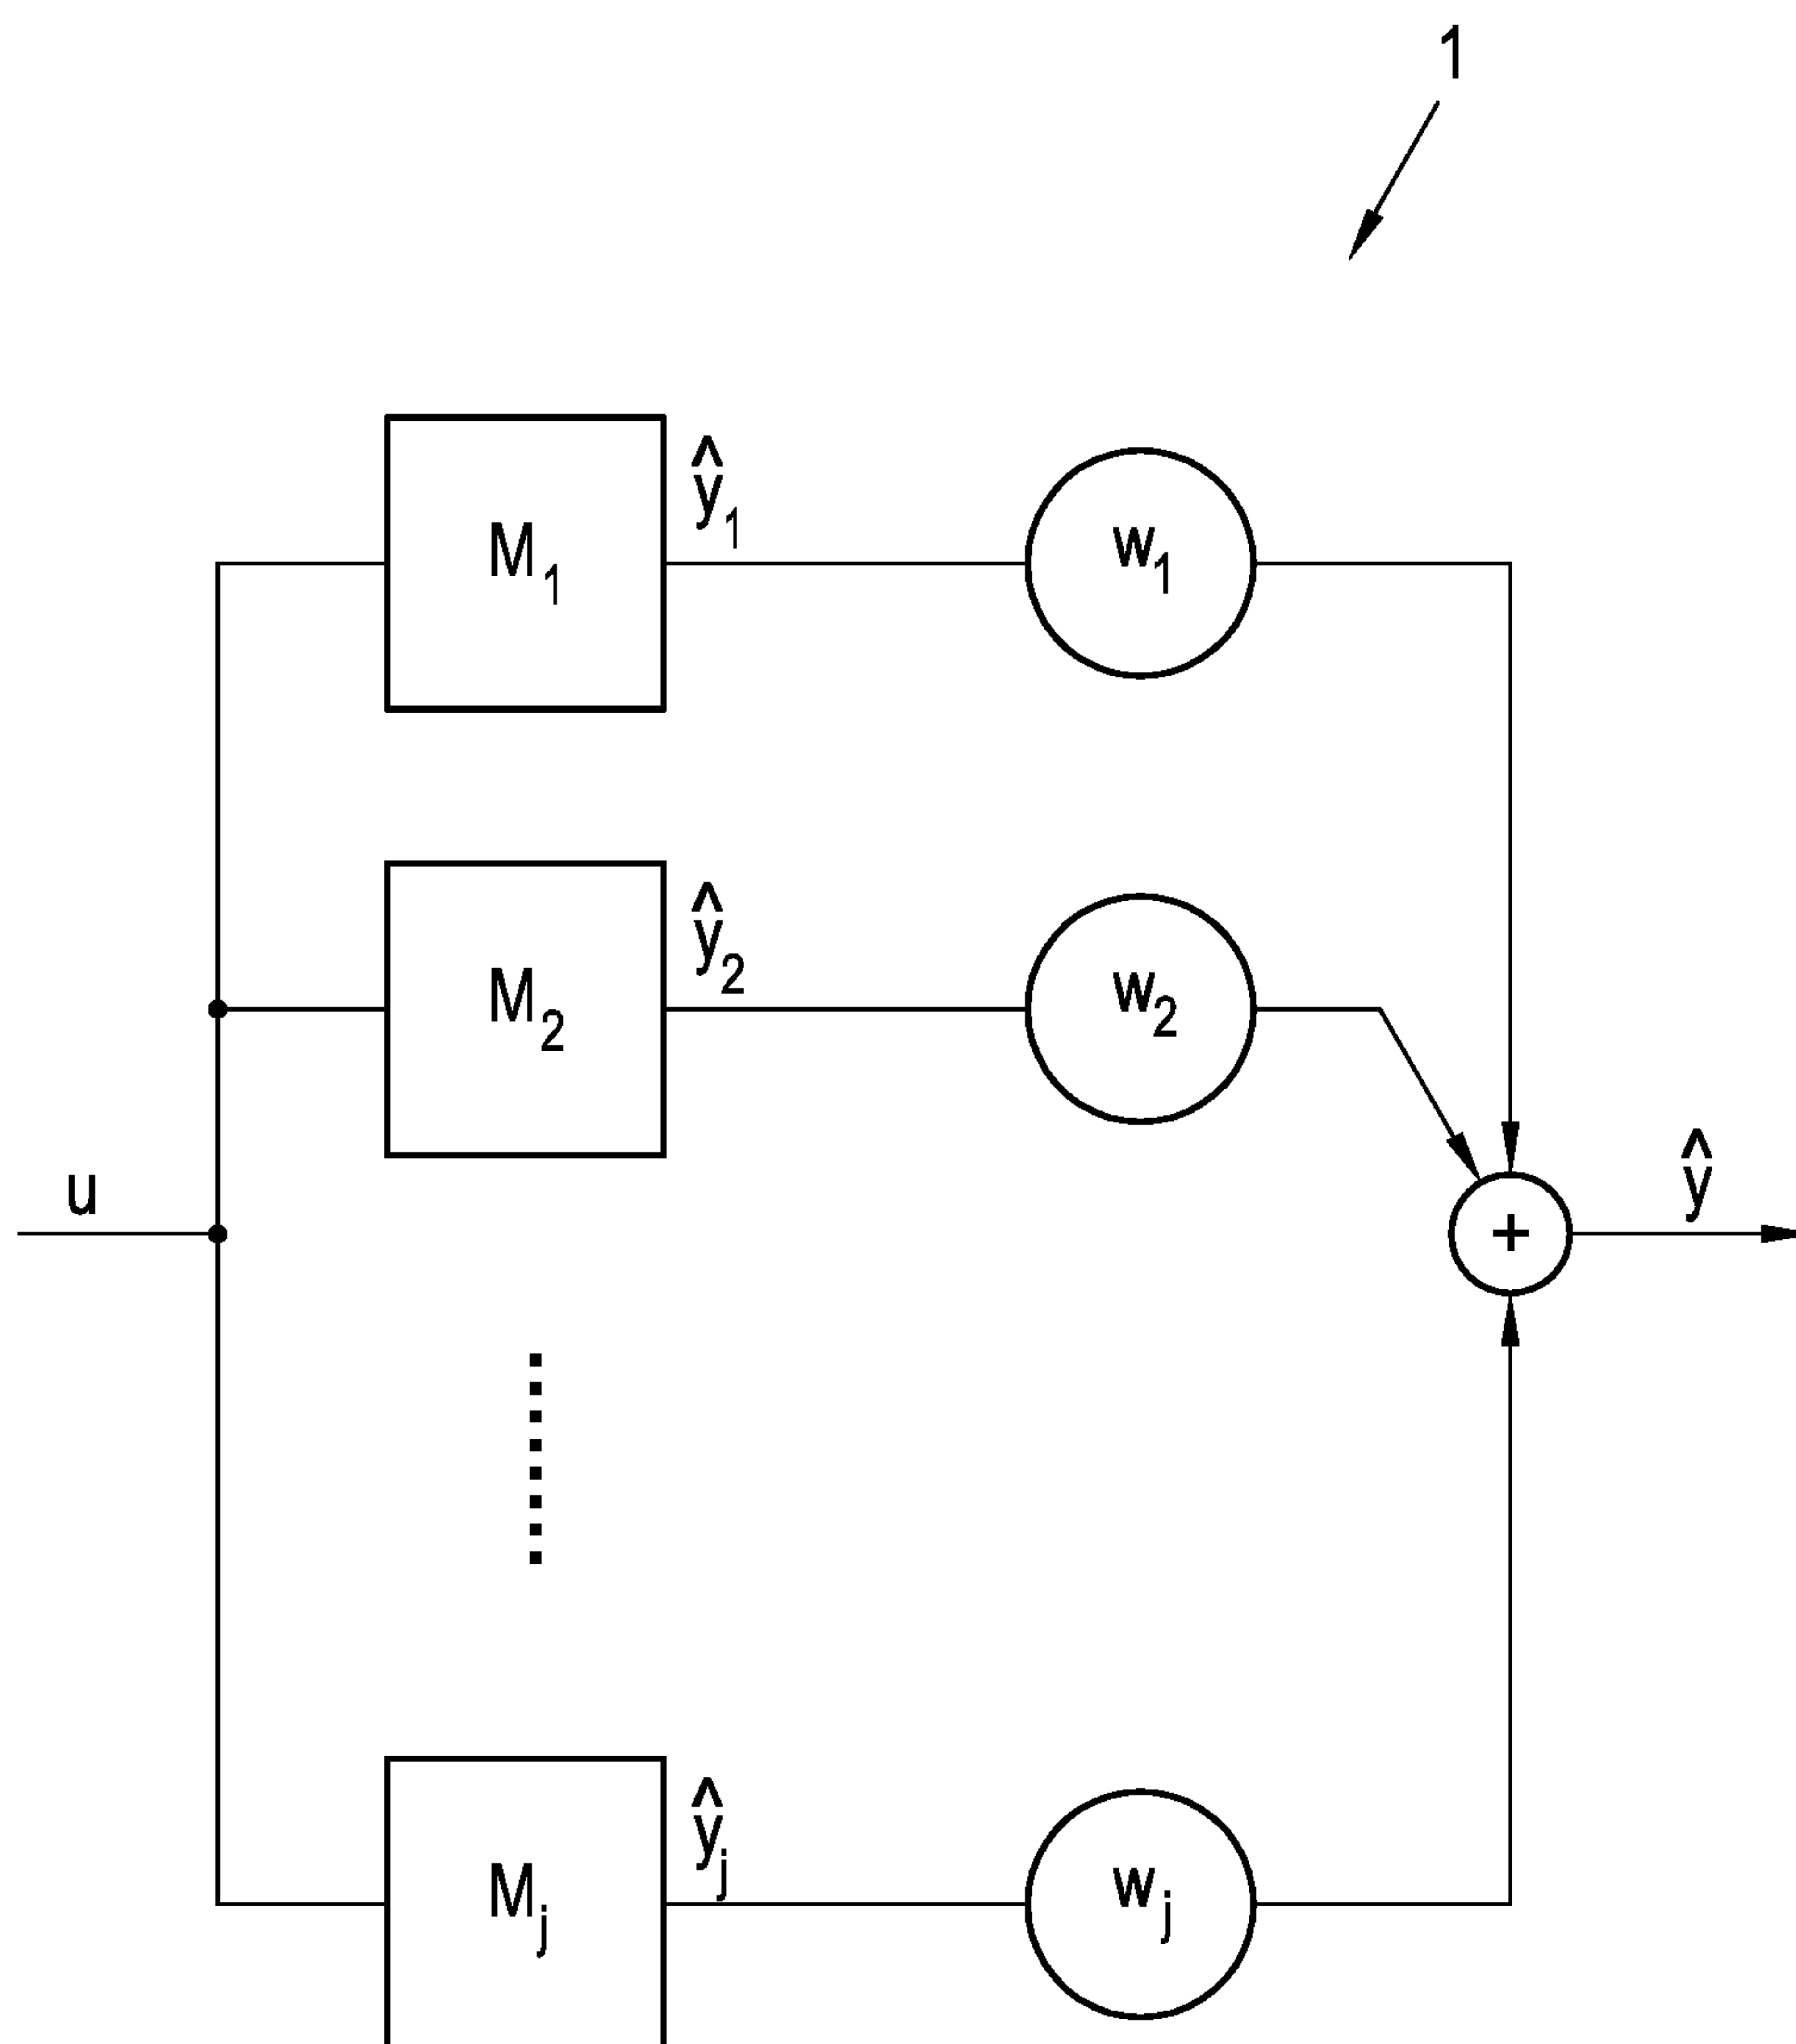 1
M₁
ŷ₁
w₁
M₂
ŷ₂
w₂
u
+
ŷ
Mⱼ
ŷⱼ
wⱼ